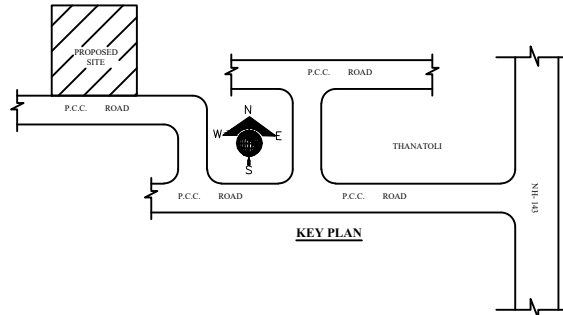 PROPOSED
SITE
P.C.C. ROAD
P.C.C. ROAD
N
W E
S
THANATOLI
P.C.C. ROAD
P.C.C. ROAD
NH- 143
KEY PLAN